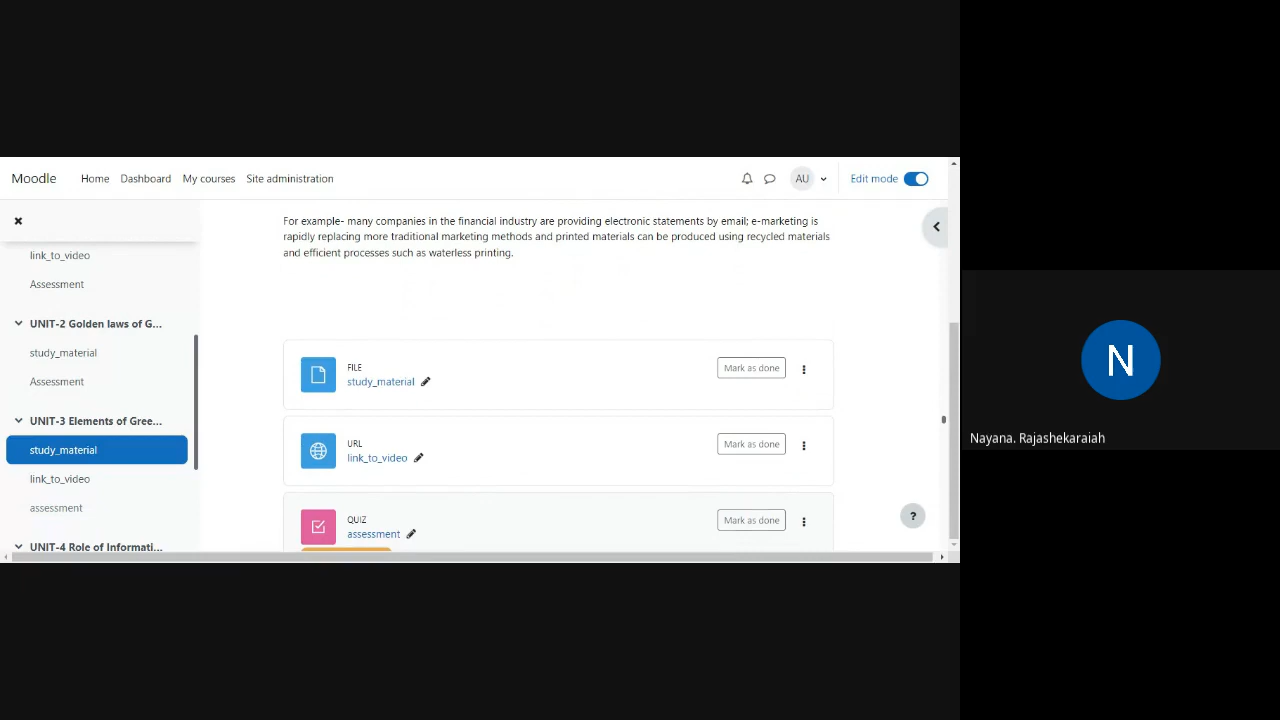 Moodle Home Dashboard My courses Site administration AU Edit mode
link_to_video
Assessment
UNIT-2 Golden laws of G...
study_material
Assessment
UNIT-3 Elements of Gree...
study_material
link_to_video
assessment
UNIT-4 Role of Informati...
For example- many companies in the financial industry are providing electronic statements by email; e-marketing is
rapidly replacing more traditional marketing methods and printed materials can be produced using recycled materials
and efficient processes such as waterless printing.
FILE
study_material
Mark as done
URL
link_to_video
Mark as done
QUIZ
assessment
Mark as done
?
N
Nayana. Rajashekaraiah